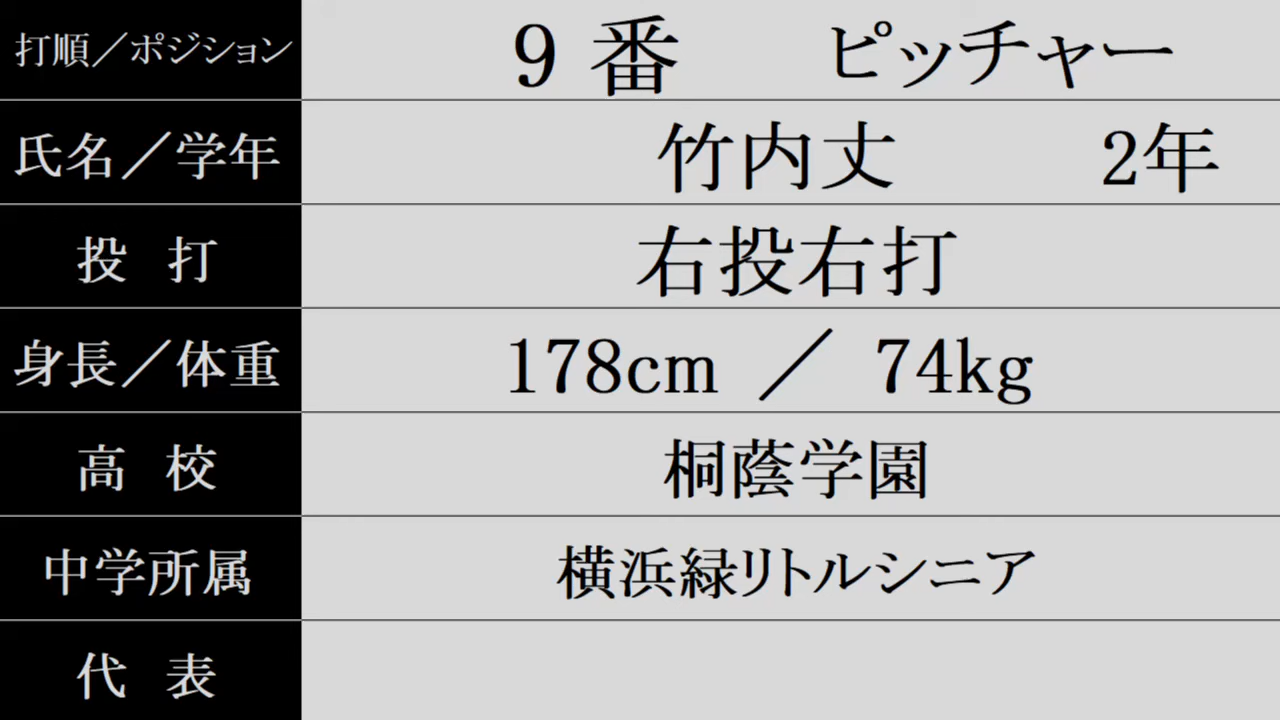 打順／ポジション 9 番 ピッチャー
氏名／学年 竹内丈 2年
投 打 右投右打
身長／体重 178cm ／ 74kg
高 校 桐蔭学園
中学所属 横浜緑リトルシニア
代 表